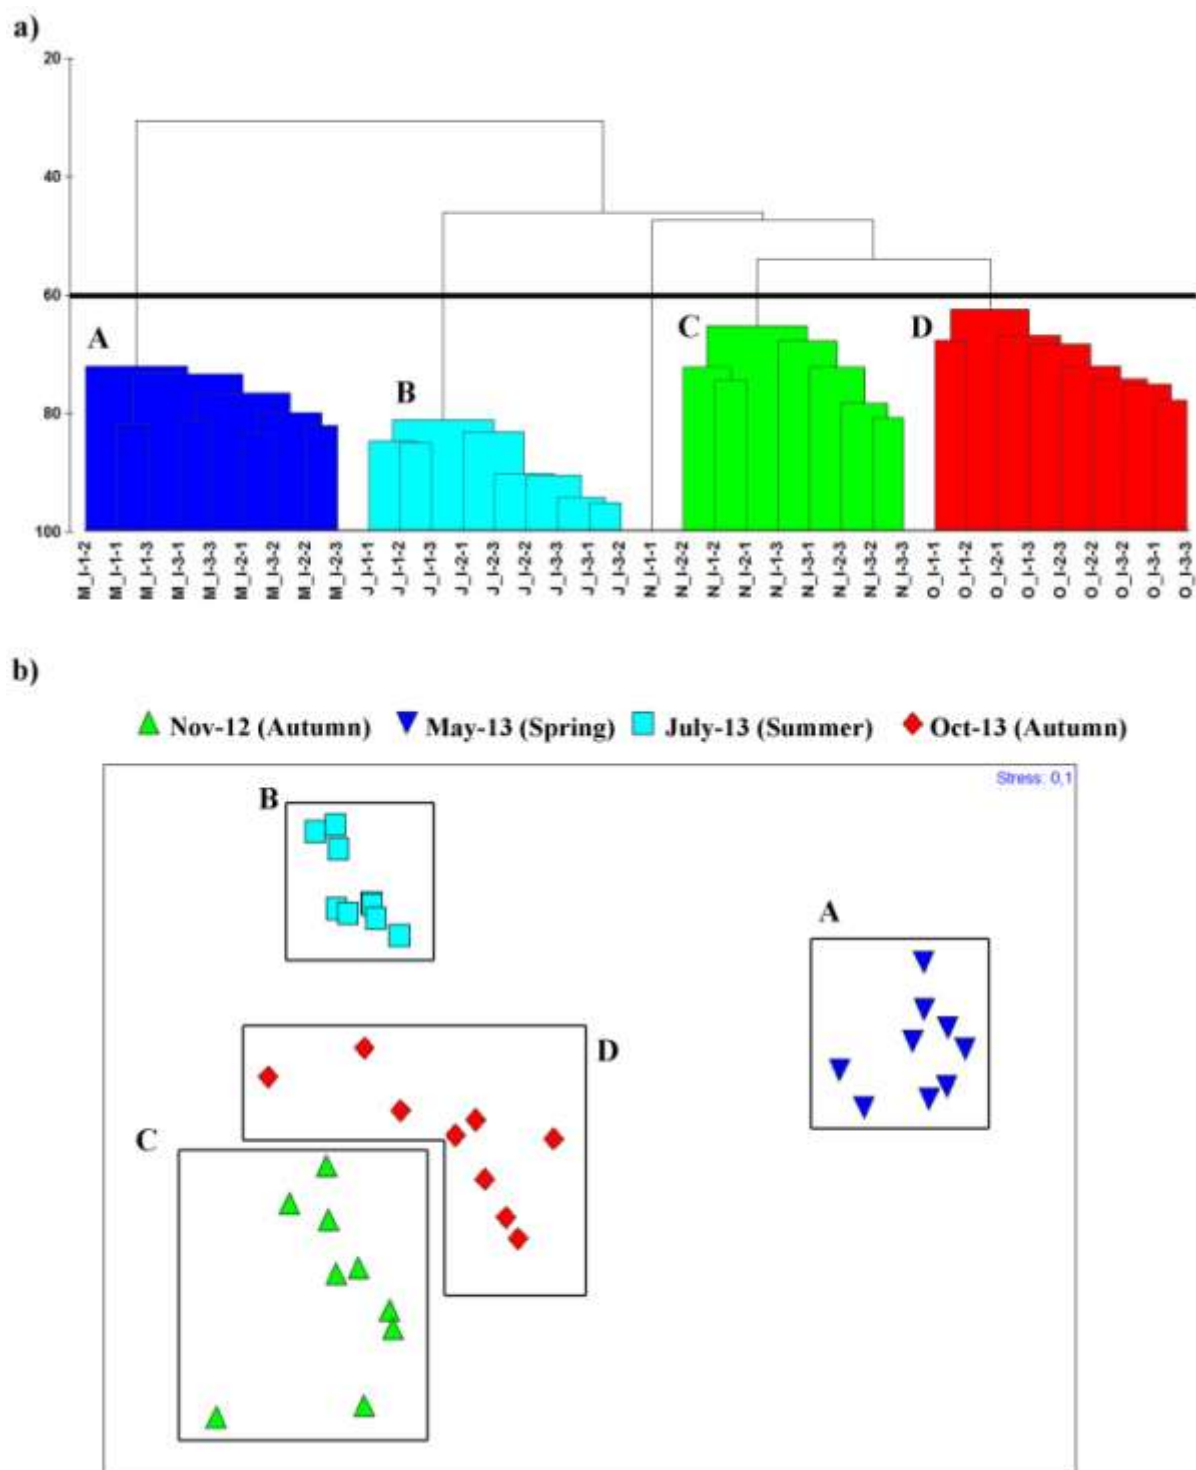 a)
20
40
60
A
B
C
D
80
100
M_I-1-2
M_I-1-1
M_I-1-3
M_I-3-1
M_I-3-3
M_I-2-1
M_I-3-2
M_I-2-2
M_I-2-3
J_I-1-1
J_I-1-2
J_I-1-3
J_I-2-1
J_I-2-3
J_I-2-2
J_I-3-3
J_I-3-1
J_I-3-2
N_I-1-1
N_I-2-2
N_I-1-2
N_I-2-1
N_I-1-3
N_I-3-1
N_I-2-3
N_I-3-2
N_I-3-3
O_I-1-1
O_I-1-2
O_I-2-1
O_I-1-3
O_I-2-3
O_I-2-2
O_I-3-2
O_I-3-1
O_I-3-3
b)
Nov-12 (Autumn) May-13 (Spring) July-13 (Summer) Oct-13 (Autumn)
Stress: 0,1
B
A
D
C